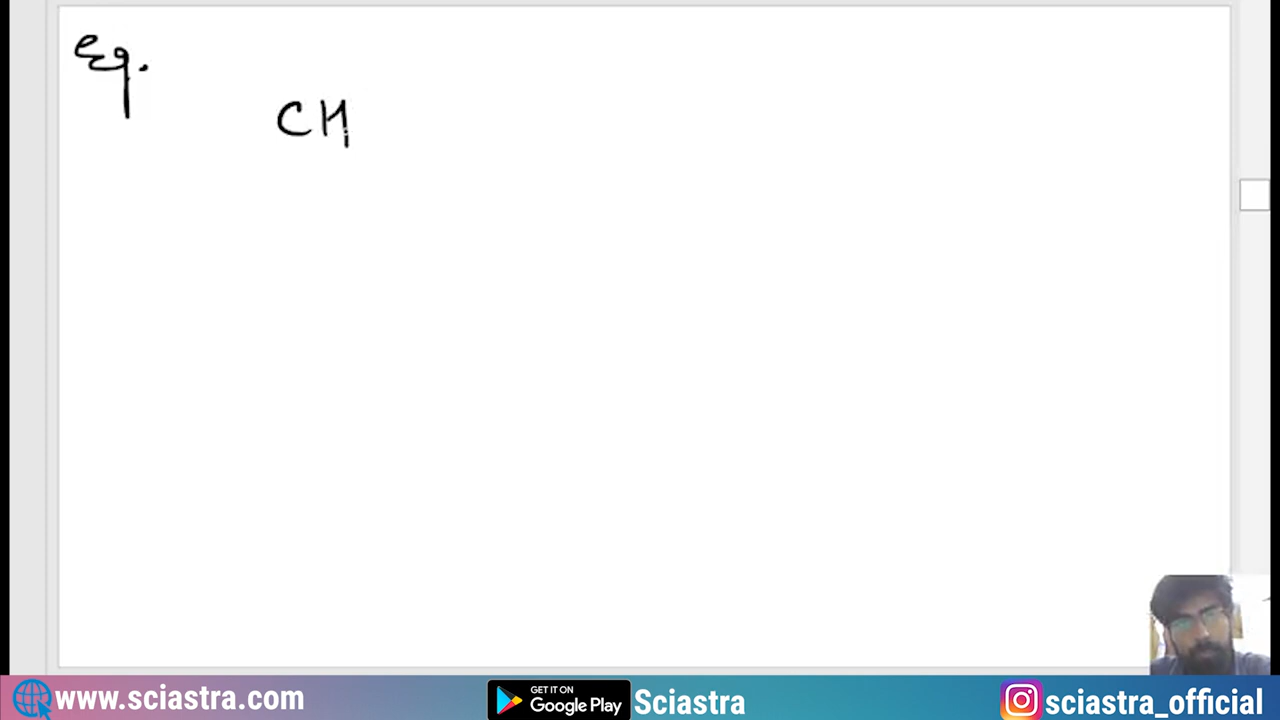 Eg.
CH
www.sciastra.com
GET IT ON
Google Play
Sciastra
sciastra_official